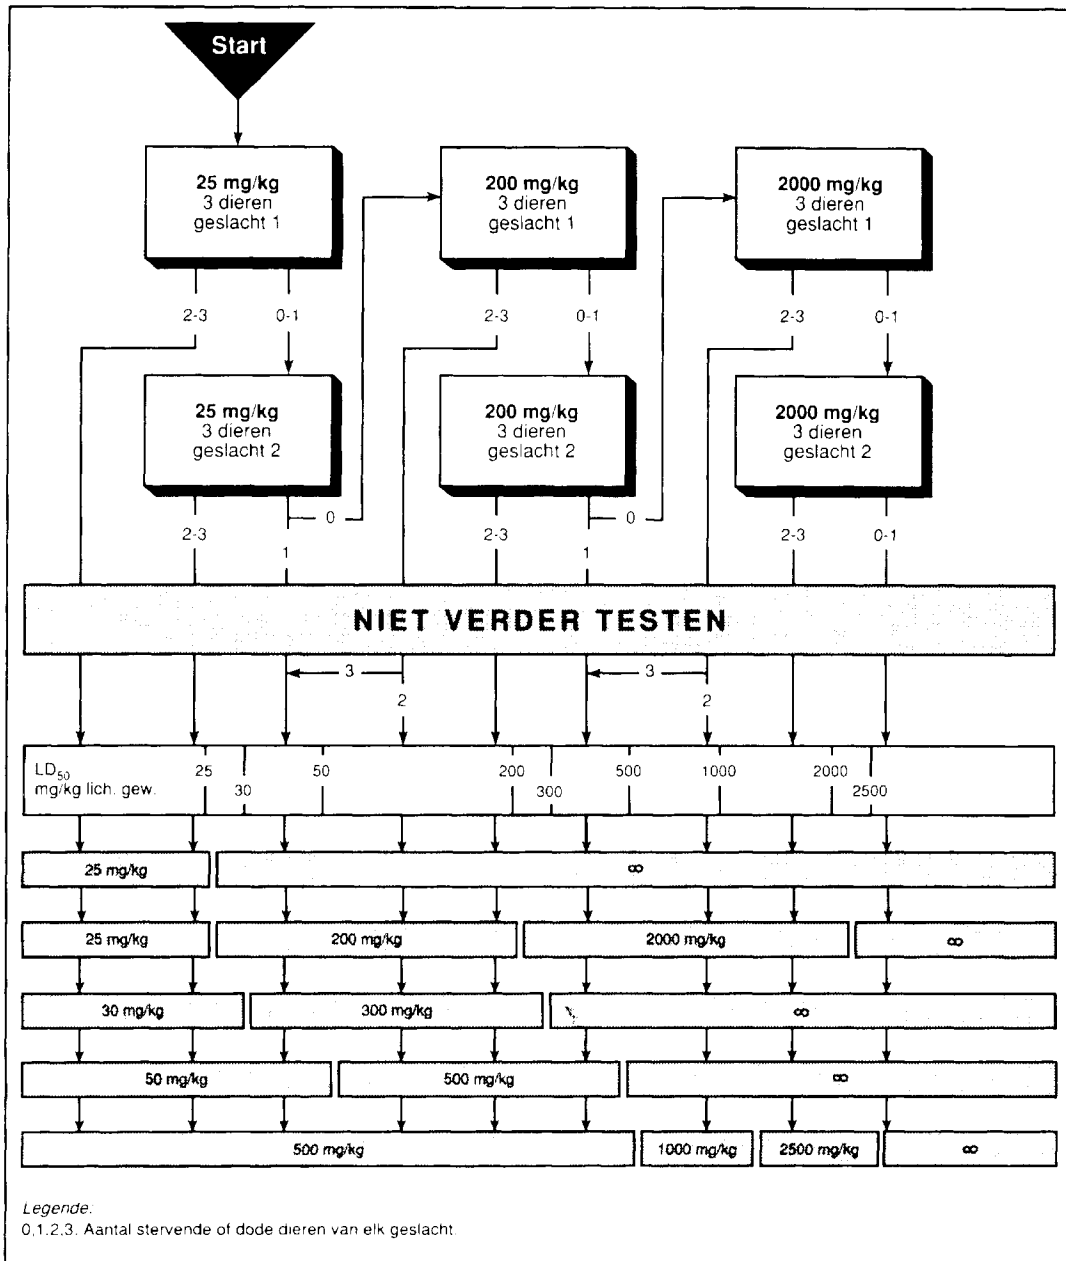 Start
25 mg/kg
3 dieren
geslacht 1
200 mg/kg
3 dieren
geslacht 1
2000 mg/kg
3 dieren
geslacht 1
2-3 0-1 2-3 0-1 2-3 0-1
25 mg/kg
3 dieren
geslacht 2
200 mg/kg
3 dieren
geslacht 2
2000 mg/kg
3 dieren
geslacht 2
0 0
2-3 1 2-3 1 2-3 0-1
NIET VERDER TESTEN
3 3
2 2
LD50 25 50 200 500 1000 2000
mg/kg lich. gew. 30 300 2500
25 mg/kg ∞
25 mg/kg 200 mg/kg 2000 mg/kg ∞
30 mg/kg 300 mg/kg ∞
50 mg/kg 500 mg/kg ∞
500 mg/kg 1000 mg/kg 2500 mg/kg ∞
Legende:
0,1.2,3. Aantal stervende of dode dieren van elk geslacht.